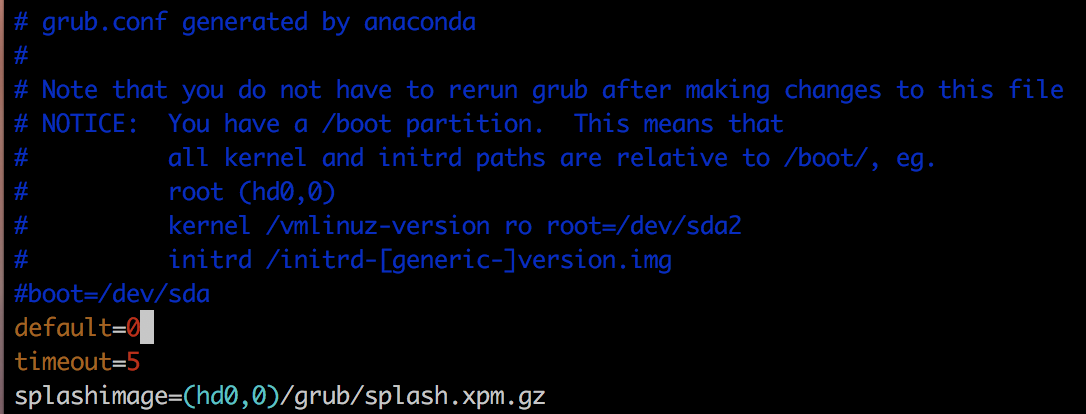 # grub.conf generated by anaconda
#
# Note that you do not have to rerun grub after making changes to this file
# NOTICE:  You have a /boot partition.  This means that
#          all kernel and initrd paths are relative to /boot/, eg.
#          root (hd0,0)
#          kernel /vmlinuz-version ro root=/dev/sda2
#          initrd /initrd-[generic-]version.img
#boot=/dev/sda
default=0
timeout=5
splashimage=(hd0,0)/grub/splash.xpm.gz